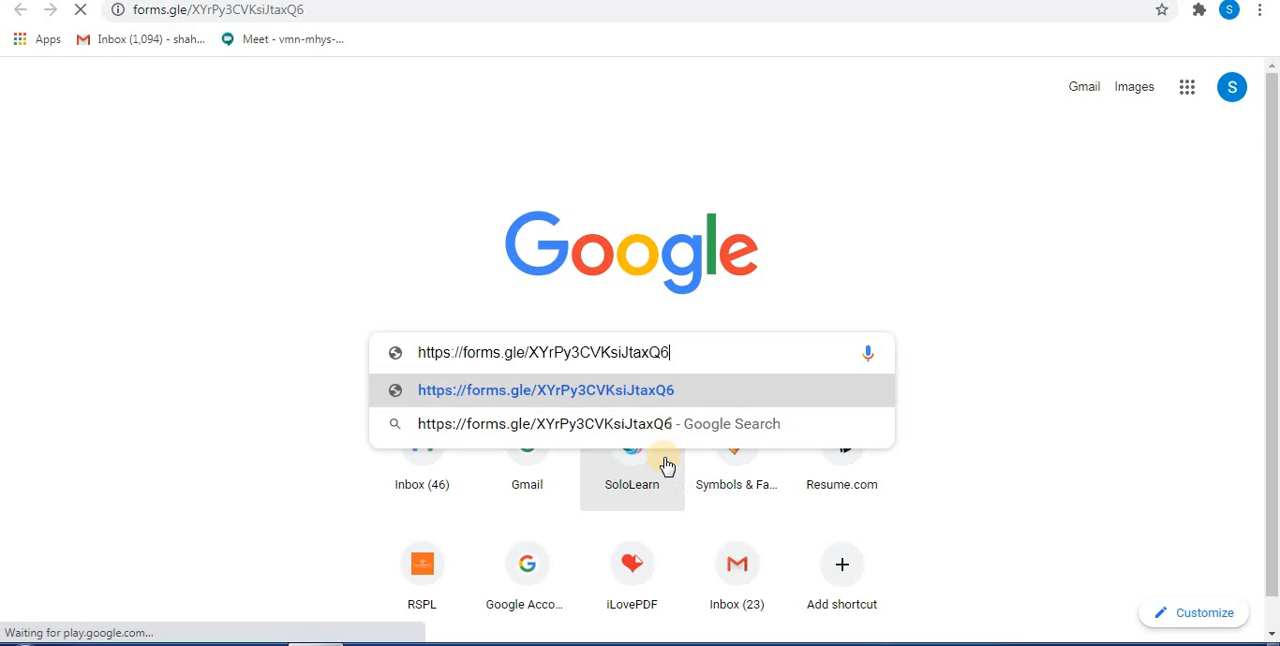 forms.gle/XYrPy3CVKsiJtaxQ6
S
Apps
Inbox (1,094) - shah...
Meet - vmn-mhys-...
Gmail
Images
S
Google
https://forms.gle/XYrPy3CVKsiJtaxQ6
https://forms.gle/XYrPy3CVKsiJtaxQ6
https://forms.gle/XYrPy3CVKsiJtaxQ6 - Google Search
Inbox (46)
Gmail
SoloLearn
Symbols & Fa...
Resume.com
RSPL
Google Acco...
iLovePDF
Inbox (23)
Add shortcut
Customize
Waiting for play.google.com...